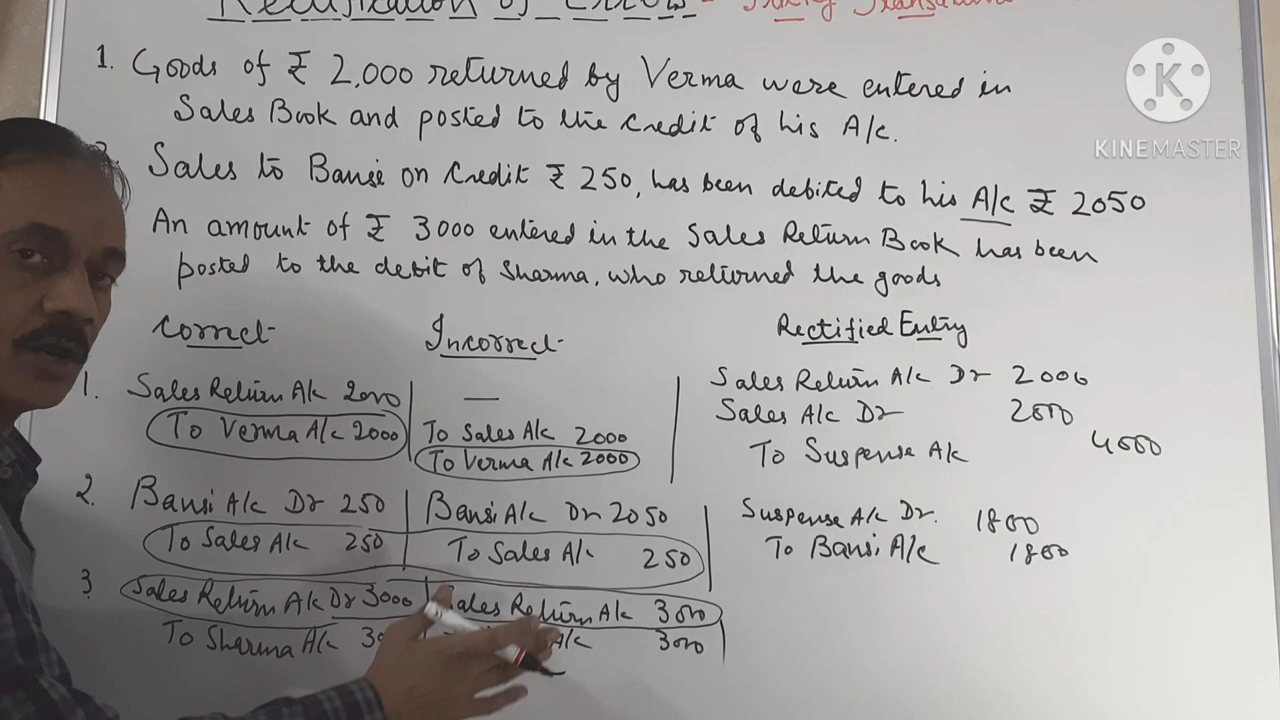 Rectification of Errors -
1. Goods of ₹ 2,000 returned by Verma were entered in
Sales Book and posted to the credit of his A/c.
K
KINEMASTER
Sales to Bansi on Credit ₹ 250, has been debited to his A/c ₹ 2050
An amount of ₹ 3000 entered in the Sales Return Book has been
posted to the debit of Sharma, who returned the goods
Correct Incorrect Rectified Entry
1. Sales Return A/c 2000 — Sales Return A/c Dr 2000
To Verma A/c 2000 To Sales A/c 2000 Sales A/c Dr 2000
To Verma A/c 2000 To Suspense A/c 4000
2. Bansi A/c Dr 250 Bansi A/c Dr 2050 Suspense A/c Dr. 1800
To Sales A/c 250 To Sales A/c 250 To Bansi A/c 1800
3. Sales Return A/c Dr 3000 Sales Return A/c 3000
To Sharma A/c A/c 3000